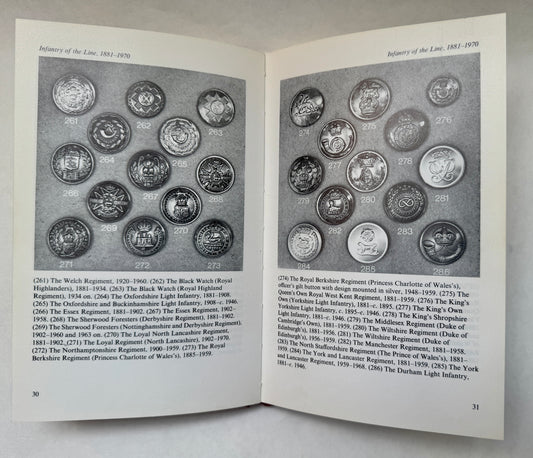 Infantry of the Line, 1881–1970
261
262
263
264
265
266
267
268
269
270
271
272
273
(261) The Welch Regiment, 1920–1960. (262) The Black Watch (Royal
Highlanders), 1881–1934. (263) The Black Watch (Royal Highland
Regiment), 1934 on. (264) The Oxfordshire Light Infantry, 1881–1908.
(265) The Oxfordshire and Buckinghamshire Light Infantry, 1908–c. 1946.
(266) The Essex Regiment, 1881–1902. (267) The Essex Regiment, 1902–
1958. (268) The Sherwood Foresters (Derbyshire Regiment), 1881–1902.
(269) The Sherwood Foresters (Nottinghamshire and Derbyshire Regiment),
1902–1960 and 1963 on. (270) The Loyal North Lancashire Regiment,
1881–1902. (271) The Loyal Regiment (North Lancashire), 1902–1970.
(272) The Northamptonshire Regiment, 1900–1959. (273) The Royal
Berkshire Regiment (Princess Charlotte of Wales's), 1885–1959.
30
Infantry of the Line, 1881–1970
274
275
276
277
278
279
280
281
282
283
284
285
286
(274) The Royal Berkshire Regiment (Princess Charlotte of Wales's),
officer's gilt button with design mounted in silver, 1948–1959. (275) The
Queen's Own Royal West Kent Regiment, 1881–1959. (276) The King's
Own (Yorkshire Light Infantry), 1881–c. 1895. (277) The King's Own
Yorkshire Light Infantry, c. 1895–c. 1946. (278) The King's Shropshire
Light Infantry, 1881–c. 1946. (279) The Middlesex Regiment (Duke of
Cambridge's Own), 1881–1959. (280) The Wiltshire Regiment (Duke of
Edinburgh's), 1881–1956. (281) The Wiltshire Regiment (Duke of
Edinburgh's), 1956–1959. (282) The Manchester Regiment, 1881–1958.
(283) The North Staffordshire Regiment (The Prince of Wales's), 1881–
1959. (284) The York and Lancaster Regiment, 1881–1959. (285) The York
and Lancaster Regiment, 1959–1968. (286) The Durham Light Infantry,
1881–c. 1946.
31